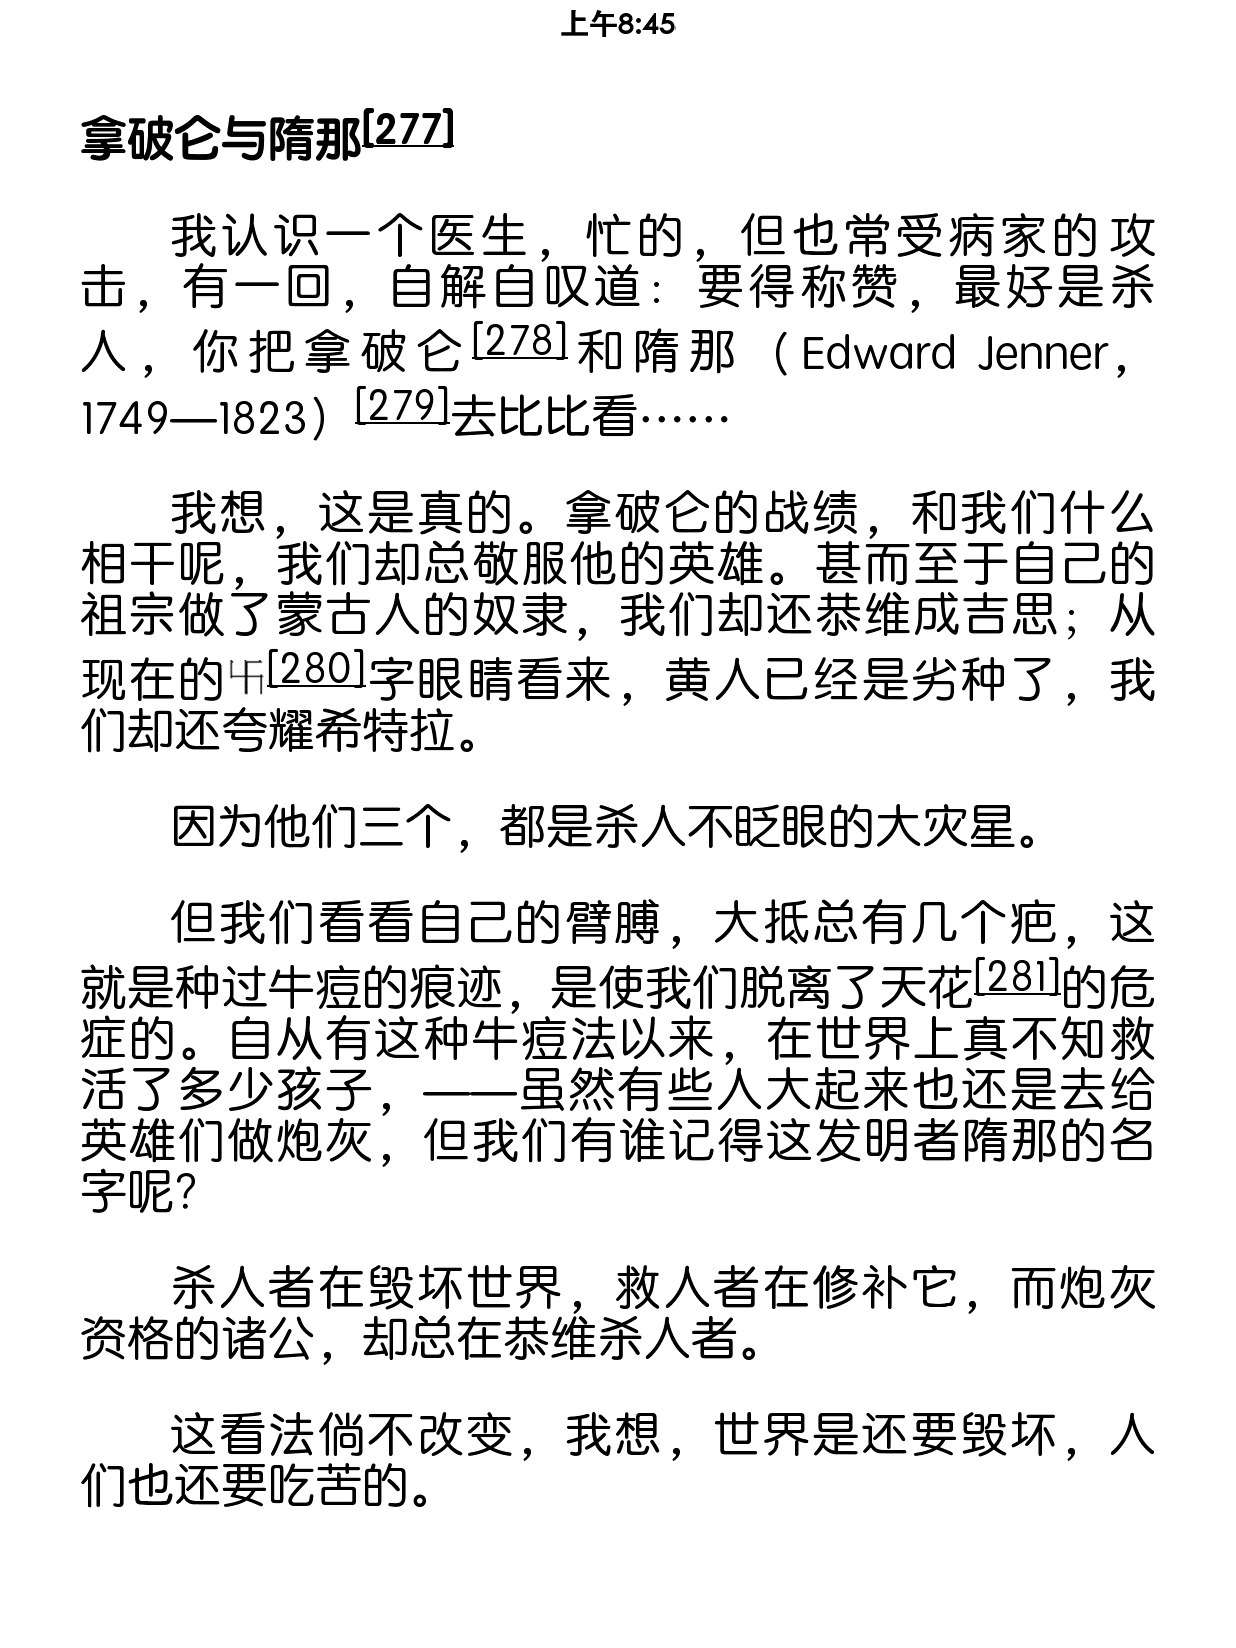 上午8:45
拿破仑与隋那[277]
我认识一个医生，忙的，但也常受病家的攻
击，有一回，自解自叹道：要得称赞，最好是杀
人，你把拿破仑[278]和隋那（Edward Jenner，
1749—1823）[279]去比比看……
我想，这是真的。拿破仑的战绩，和我们什么
相干呢，我们却总敬服他的英雄。甚而至于自己的
祖宗做了蒙古人的奴隶，我们却还恭维成吉思；从
现在的卐[280]字眼睛看来，黄人已经是劣种了，我
们却还夸耀希特拉。
因为他们三个，都是杀人不眨眼的大灾星。
但我们看看自己的臂膊，大抵总有几个疤，这
就是种过牛痘的痕迹，是使我们脱离了天花[281]的危
症的。自从有这种牛痘法以来，在世界上真不知救
活了多少孩子，——虽然有些人大起来也还是去给
英雄们做炮灰，但我们有谁记得这发明者隋那的名
字呢？
杀人者在毁坏世界，救人者在修补它，而炮灰
资格的诸公，却总在恭维杀人者。
这看法倘不改变，我想，世界是还要毁坏，人
们也还要吃苦的。